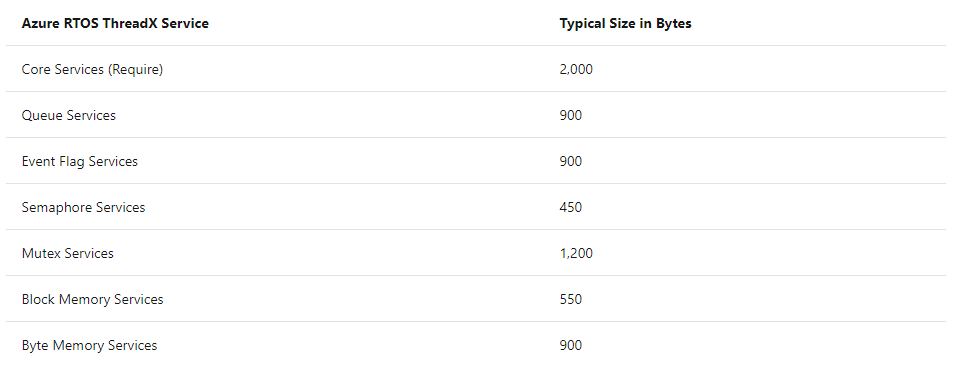 Azure RTOS ThreadX Service Typical Size in Bytes
Core Services (Require) 2,000
Queue Services 900
Event Flag Services 900
Semaphore Services 450
Mutex Services 1,200
Block Memory Services 550
Byte Memory Services 900